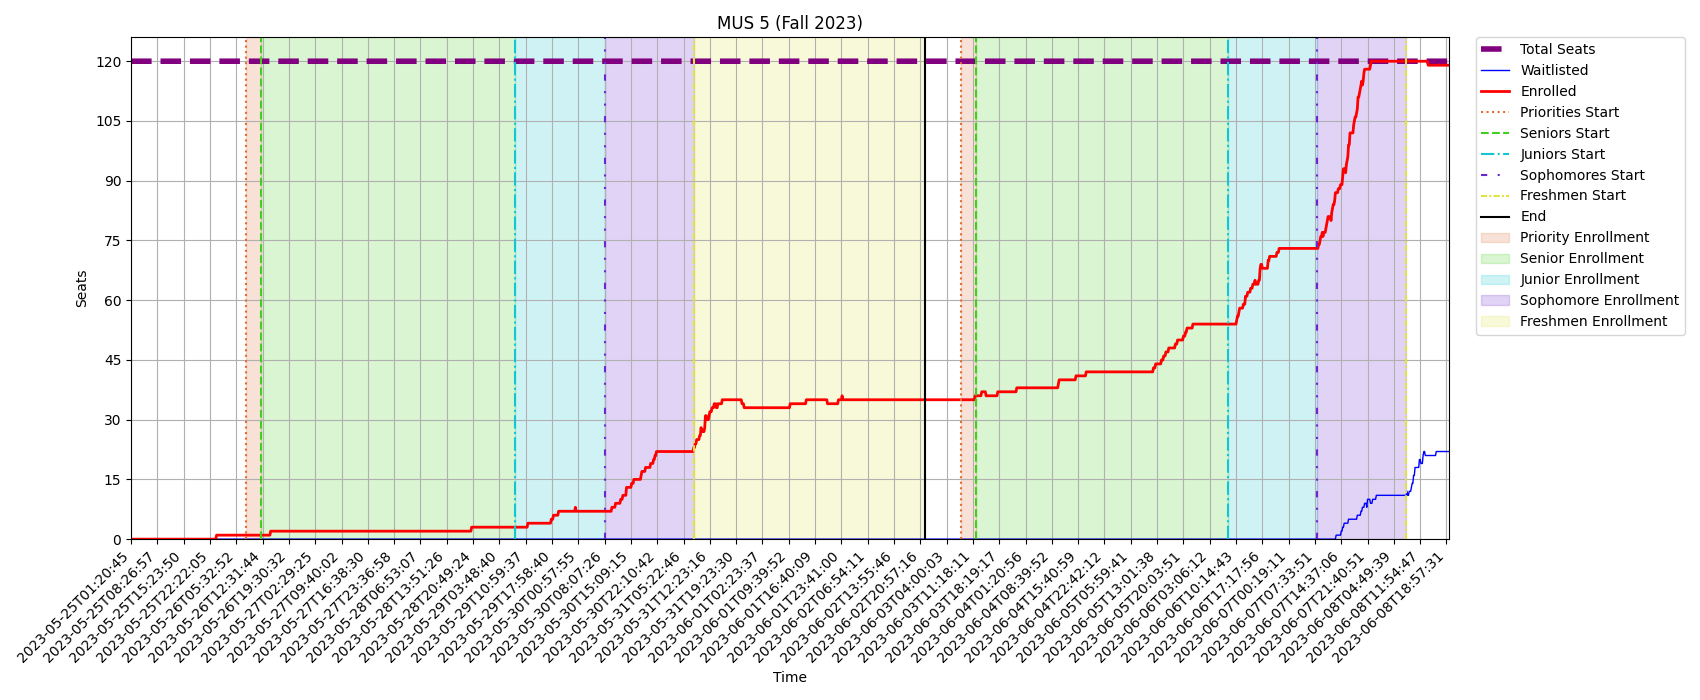 MUS 5 (Fall 2023)
Seats
120
105
90
75
60
45
30
15
0
2023-05-25T01:20:45
2023-05-25T08:26:57
2023-05-25T15:23:50
2023-05-25T22:22:05
2023-05-26T05:32:52
2023-05-26T12:31:44
2023-05-26T19:30:32
2023-05-27T02:29:25
2023-05-27T09:40:02
2023-05-27T16:38:30
2023-05-27T23:36:58
2023-05-28T06:53:07
2023-05-28T13:51:26
2023-05-28T20:49:24
2023-05-29T03:48:40
2023-05-29T10:59:37
2023-05-29T17:58:40
2023-05-30T00:57:55
2023-05-30T08:07:26
2023-05-30T15:09:15
2023-05-30T22:10:42
2023-05-31T05:22:46
2023-05-31T12:23:16
2023-05-31T19:23:30
2023-06-01T02:23:37
2023-06-01T09:39:52
2023-06-01T16:40:09
2023-06-01T23:41:00
2023-06-02T06:54:11
2023-06-02T13:55:46
2023-06-02T20:57:16
2023-06-03T04:00:03
2023-06-03T11:18:11
2023-06-03T18:19:17
2023-06-04T01:20:56
2023-06-04T08:39:52
2023-06-04T15:40:59
2023-06-04T22:42:12
2023-06-05T05:59:41
2023-06-05T13:01:38
2023-06-05T20:03:51
2023-06-06T03:06:12
2023-06-06T10:14:43
2023-06-06T17:17:56
2023-06-07T00:19:11
2023-06-07T07:33:51
2023-06-07T14:37:06
2023-06-07T21:40:51
2023-06-08T04:49:39
2023-06-08T11:54:47
2023-06-08T18:57:31
Time
Total Seats
Waitlisted
Enrolled
Priorities Start
Seniors Start
Juniors Start
Sophomores Start
Freshmen Start
End
Priority Enrollment
Senior Enrollment
Junior Enrollment
Sophomore Enrollment
Freshmen Enrollment